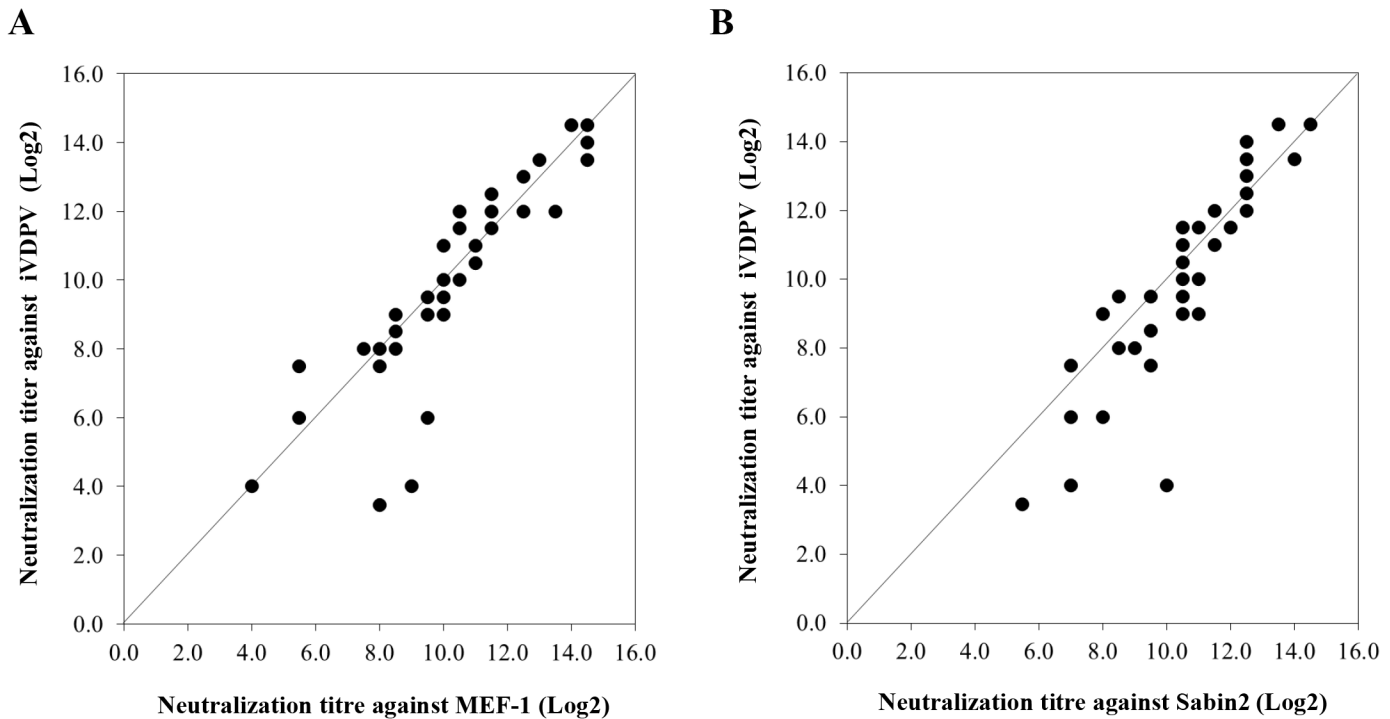 A
16.0
14.0
12.0
10.0
8.0
6.0
4.0
2.0
0.0
0.0 2.0 4.0 6.0 8.0 10.0 12.0 14.0 16.0
Neutralization titer against iVDPV (Log2)
Neutralization titre against MEF-1 (Log2)
B
16.0
14.0
12.0
10.0
8.0
6.0
4.0
2.0
0.0
0.0 2.0 4.0 6.0 8.0 10.0 12.0 14.0 16.0
Neutralization titer against iVDPV (Log2)
Neutralization titre against Sabin2 (Log2)